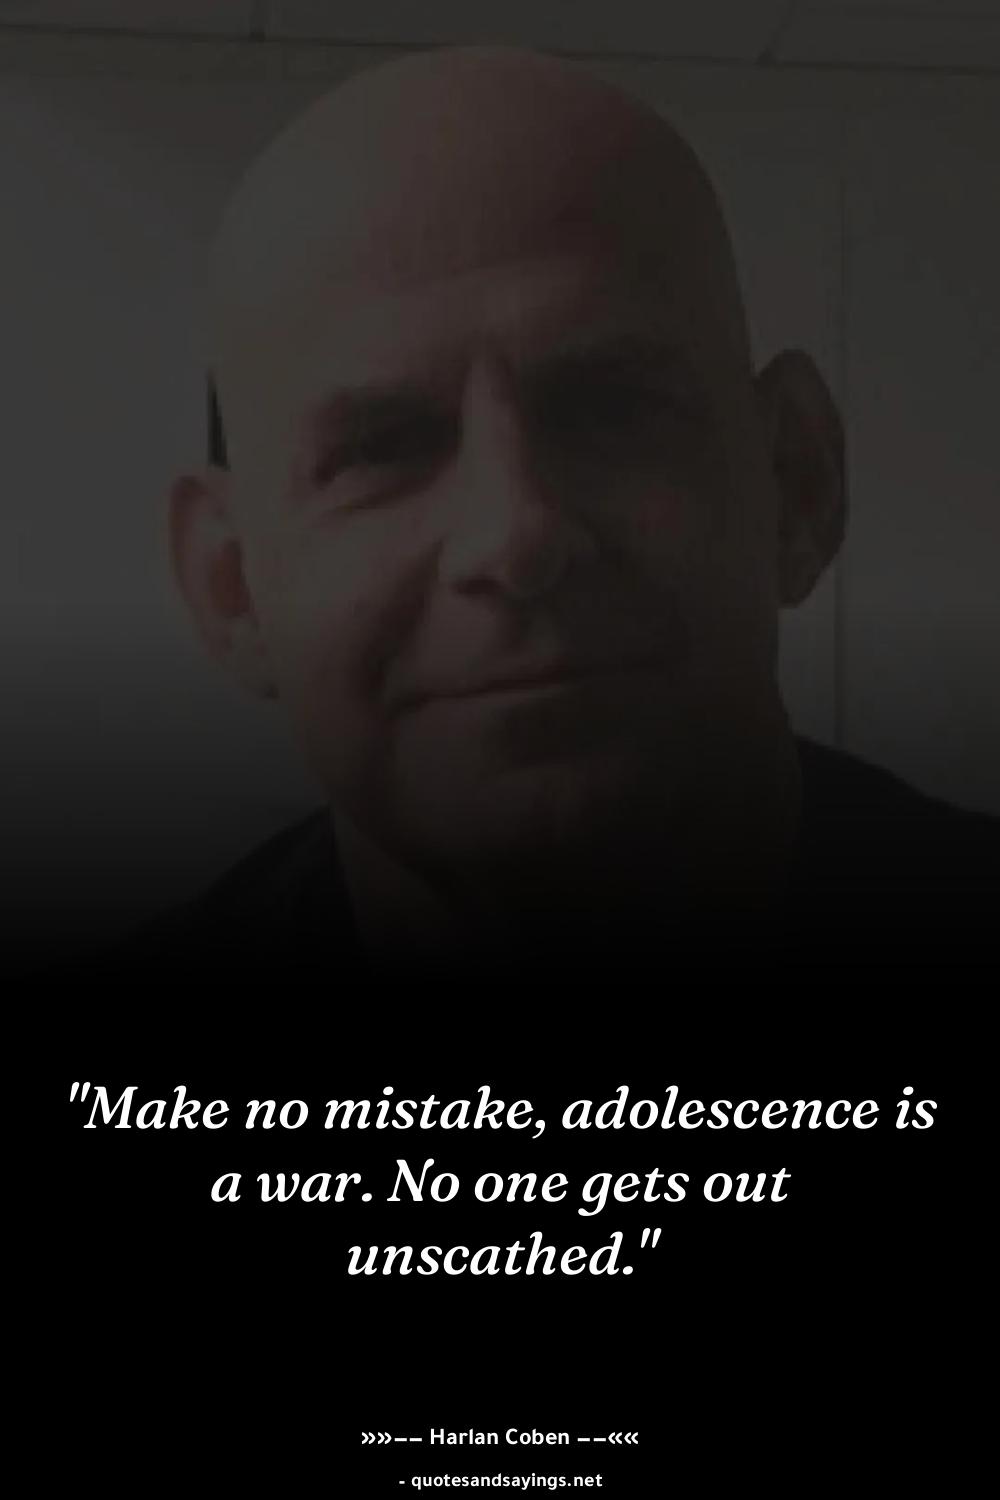 "Make no mistake, adolescence is
a war. No one gets out
unscathed."
»»−− Harlan Coben −−««
- quotesandsayings.net